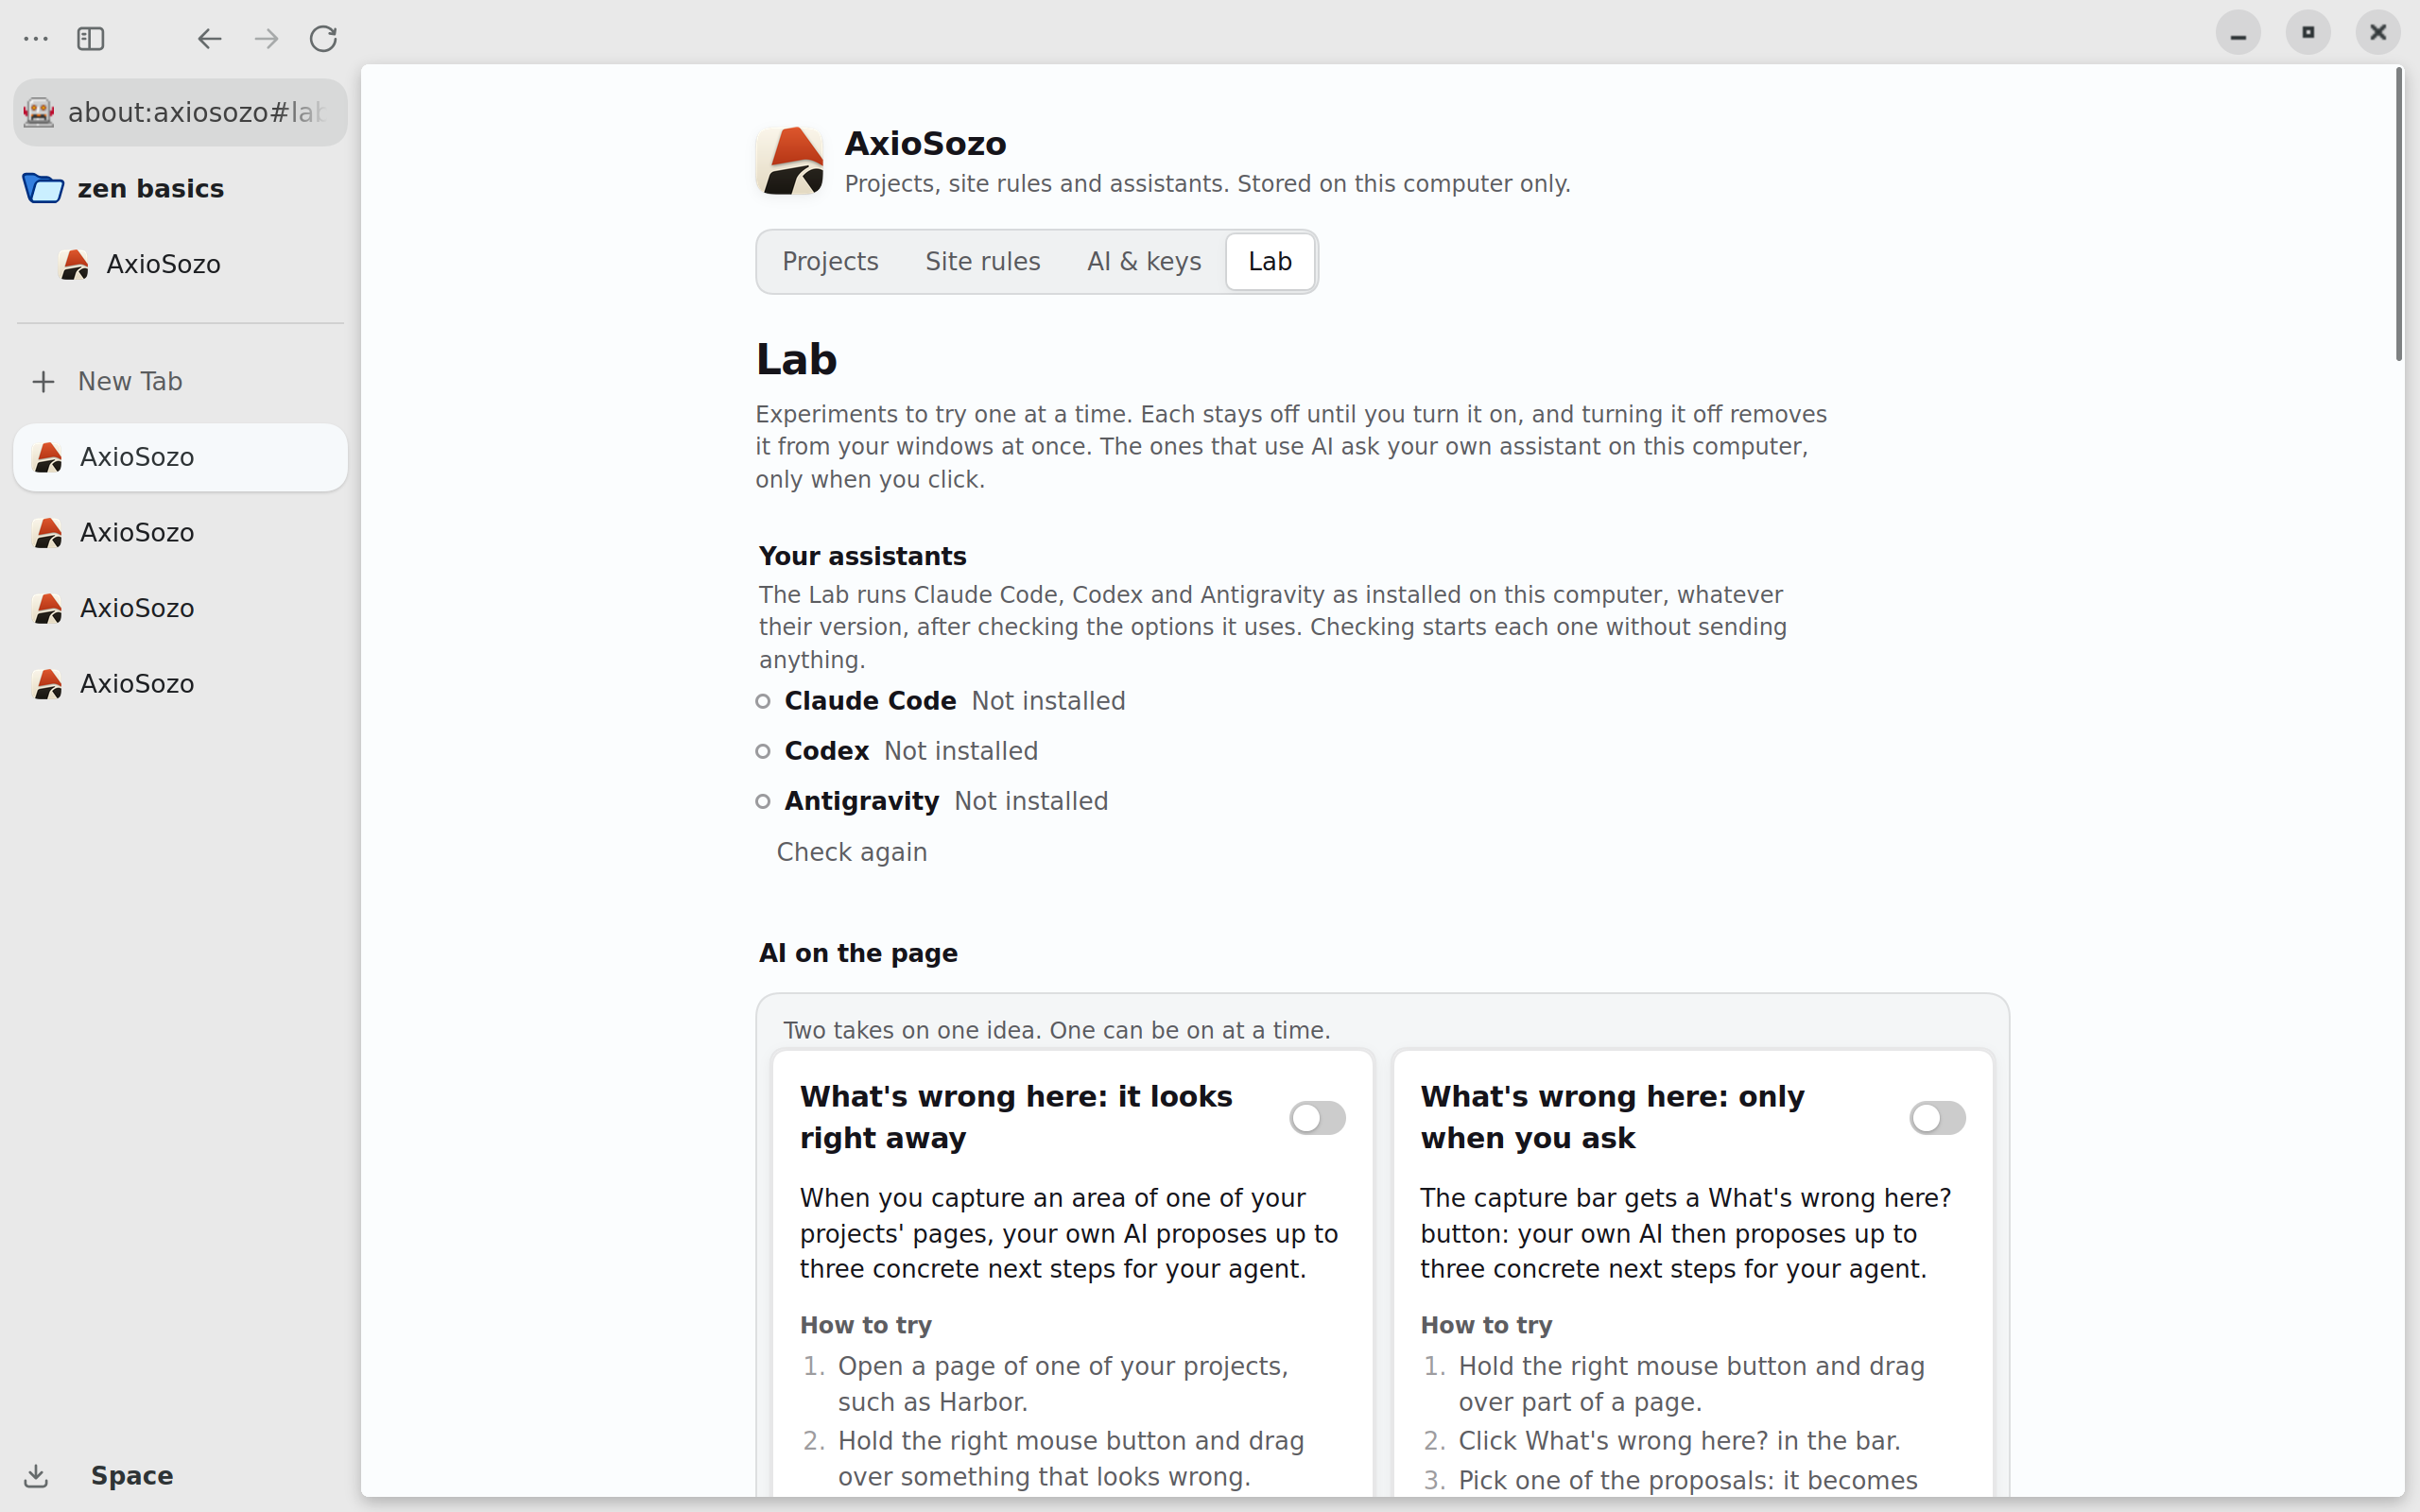 about:axiosozo#lab
zen basics
AxioSozo
New Tab
AxioSozo
AxioSozo
AxioSozo
AxioSozo
Space
AxioSozo
Projects, site rules and assistants. Stored on this computer only.
Projects Site rules AI & keys Lab
Lab
Experiments to try one at a time. Each stays off until you turn it on, and turning it off removes
it from your windows at once. The ones that use AI ask your own assistant on this computer,
only when you click.
Your assistants
The Lab runs Claude Code, Codex and Antigravity as installed on this computer, whatever
their version, after checking the options it uses. Checking starts each one without sending
anything.
Claude Code Not installed
Codex Not installed
Antigravity Not installed
Check again
AI on the page
Two takes on one idea. One can be on at a time.
What's wrong here: it looks
right away
When you capture an area of one of your
projects' pages, your own AI proposes up to
three concrete next steps for your agent.
How to try
1. Open a page of one of your projects,
such as Harbor.
2. Hold the right mouse button and drag
over something that looks wrong.
What's wrong here: only
when you ask
The capture bar gets a What's wrong here?
button: your own AI then proposes up to
three concrete next steps for your agent.
How to try
1. Hold the right mouse button and drag
over part of a page.
2. Click What's wrong here? in the bar.
3. Pick one of the proposals: it becomes